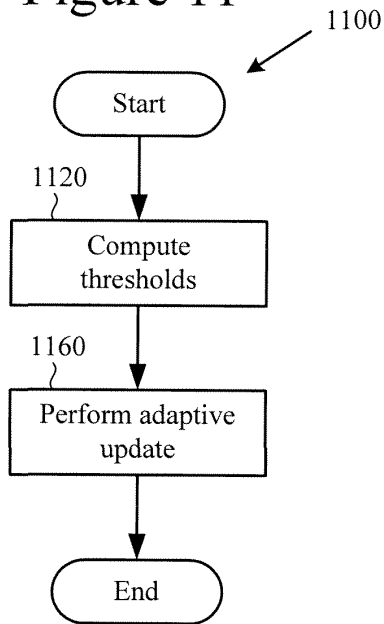 Figure 11
1100
Start
1120
Compute
thresholds
1160
Perform adaptive
update
End